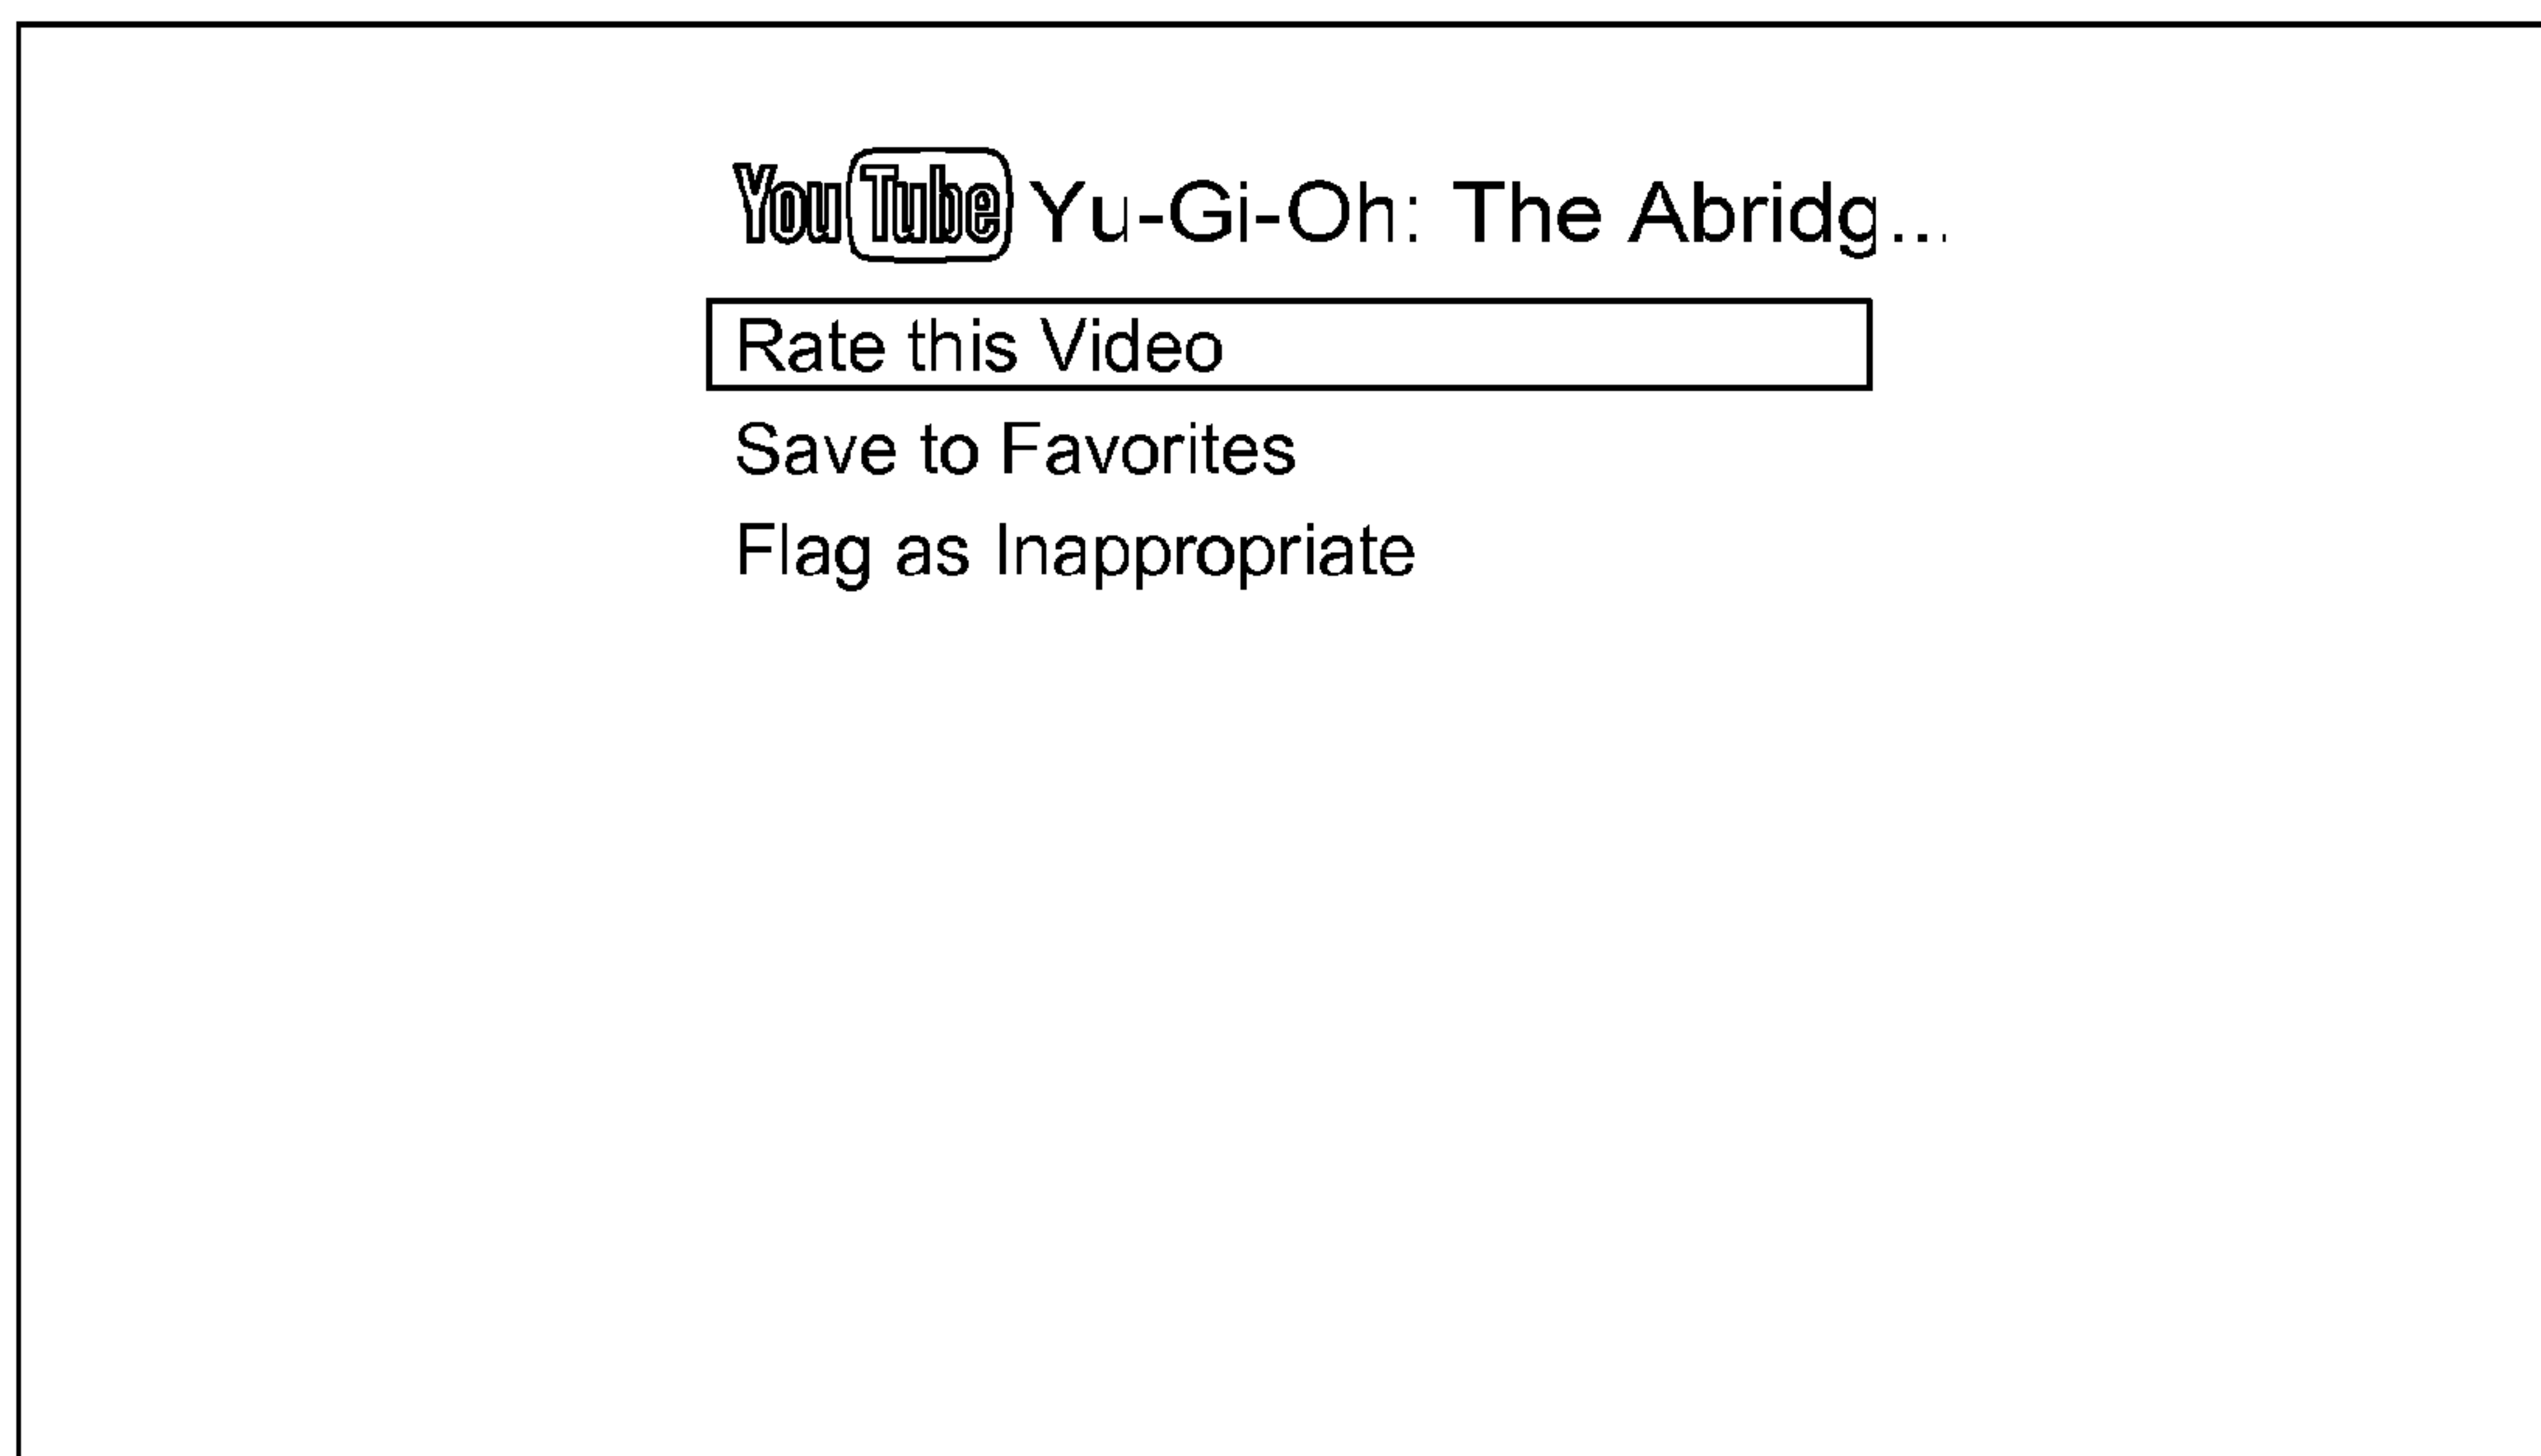 YouTube Yu-Gi-Oh: The Abridg...
Rate this Video
Save to Favorites
Flag as Inappropriate